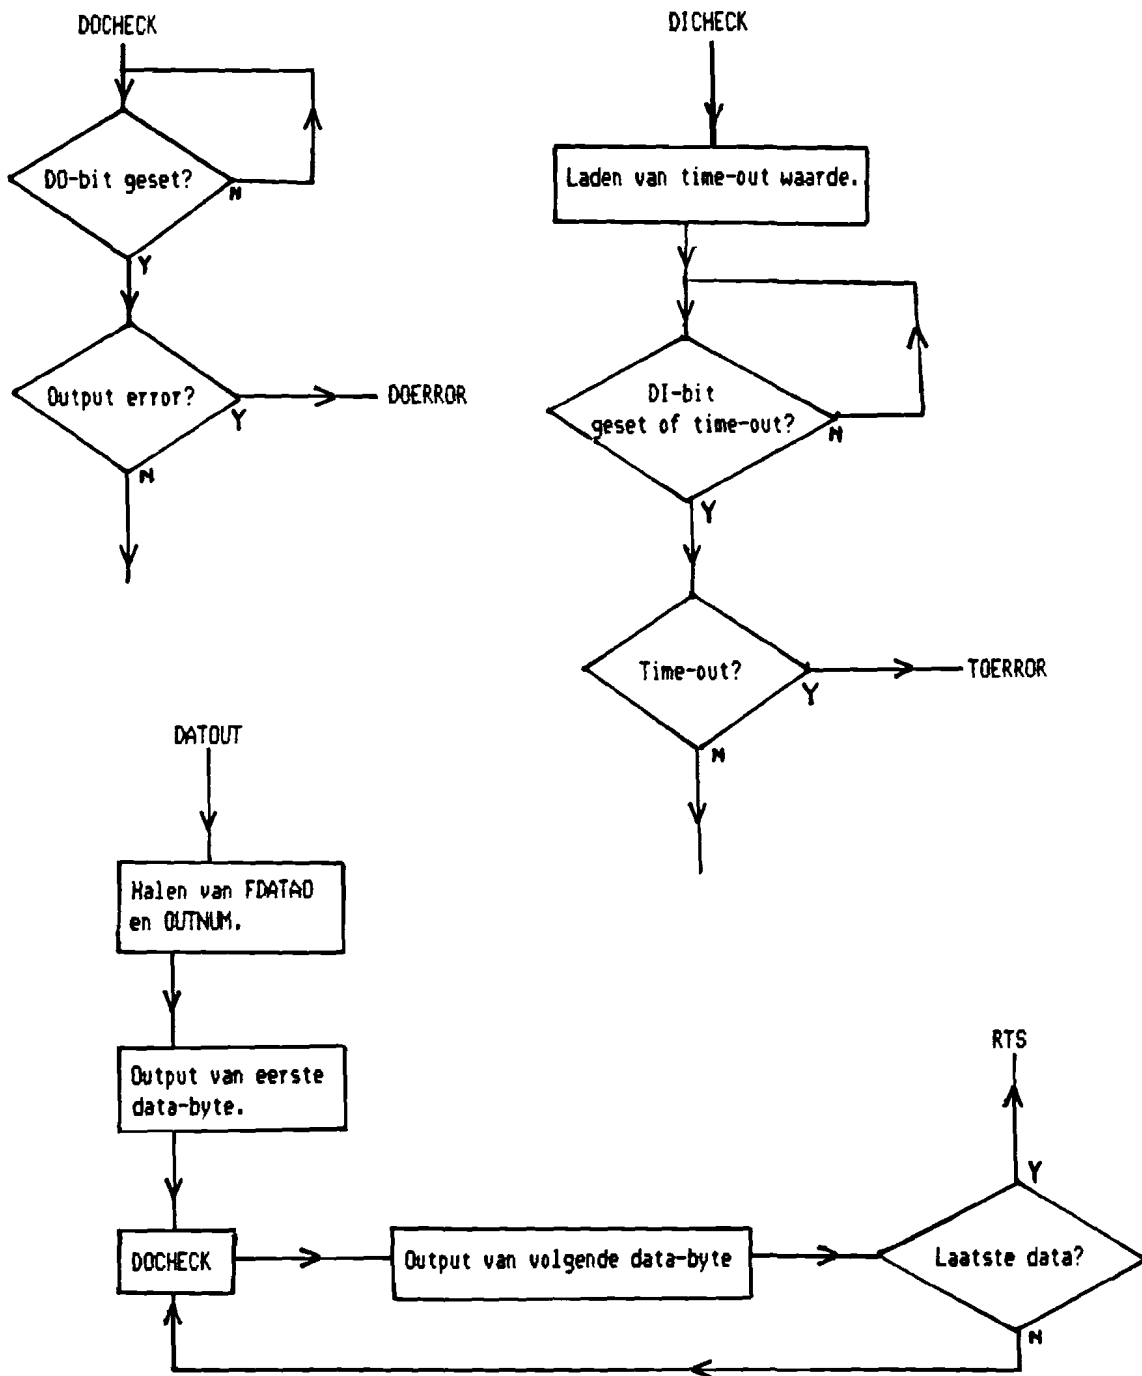 DOCHECK
DO-bit geset?
N
Y
Output error?
Y
DOERROR
N
DICHECK
Laden van time-out waarde.
DI-bit
geset of time-out?
N
Y
Time-out?
Y
TOERROR
N
DATOUT
Halen van FDATAO
en OUTNUM.
Output van eerste
data-byte.
DOCHECK
Output van volgende data-byte
Laatste data?
Y
RTS
N